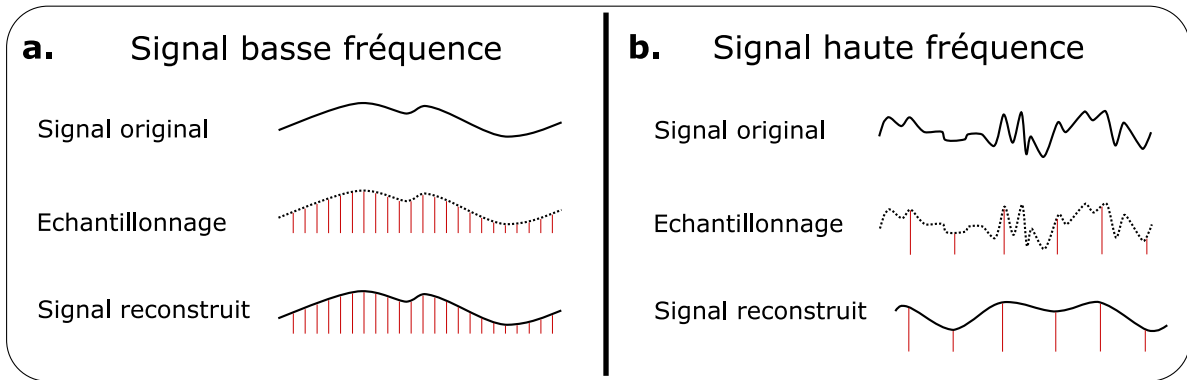 a. Signal basse fréquence
Signal original
Echantillonnage
Signal reconstruit
b. Signal haute fréquence
Signal original
Echantillonnage
Signal reconstruit